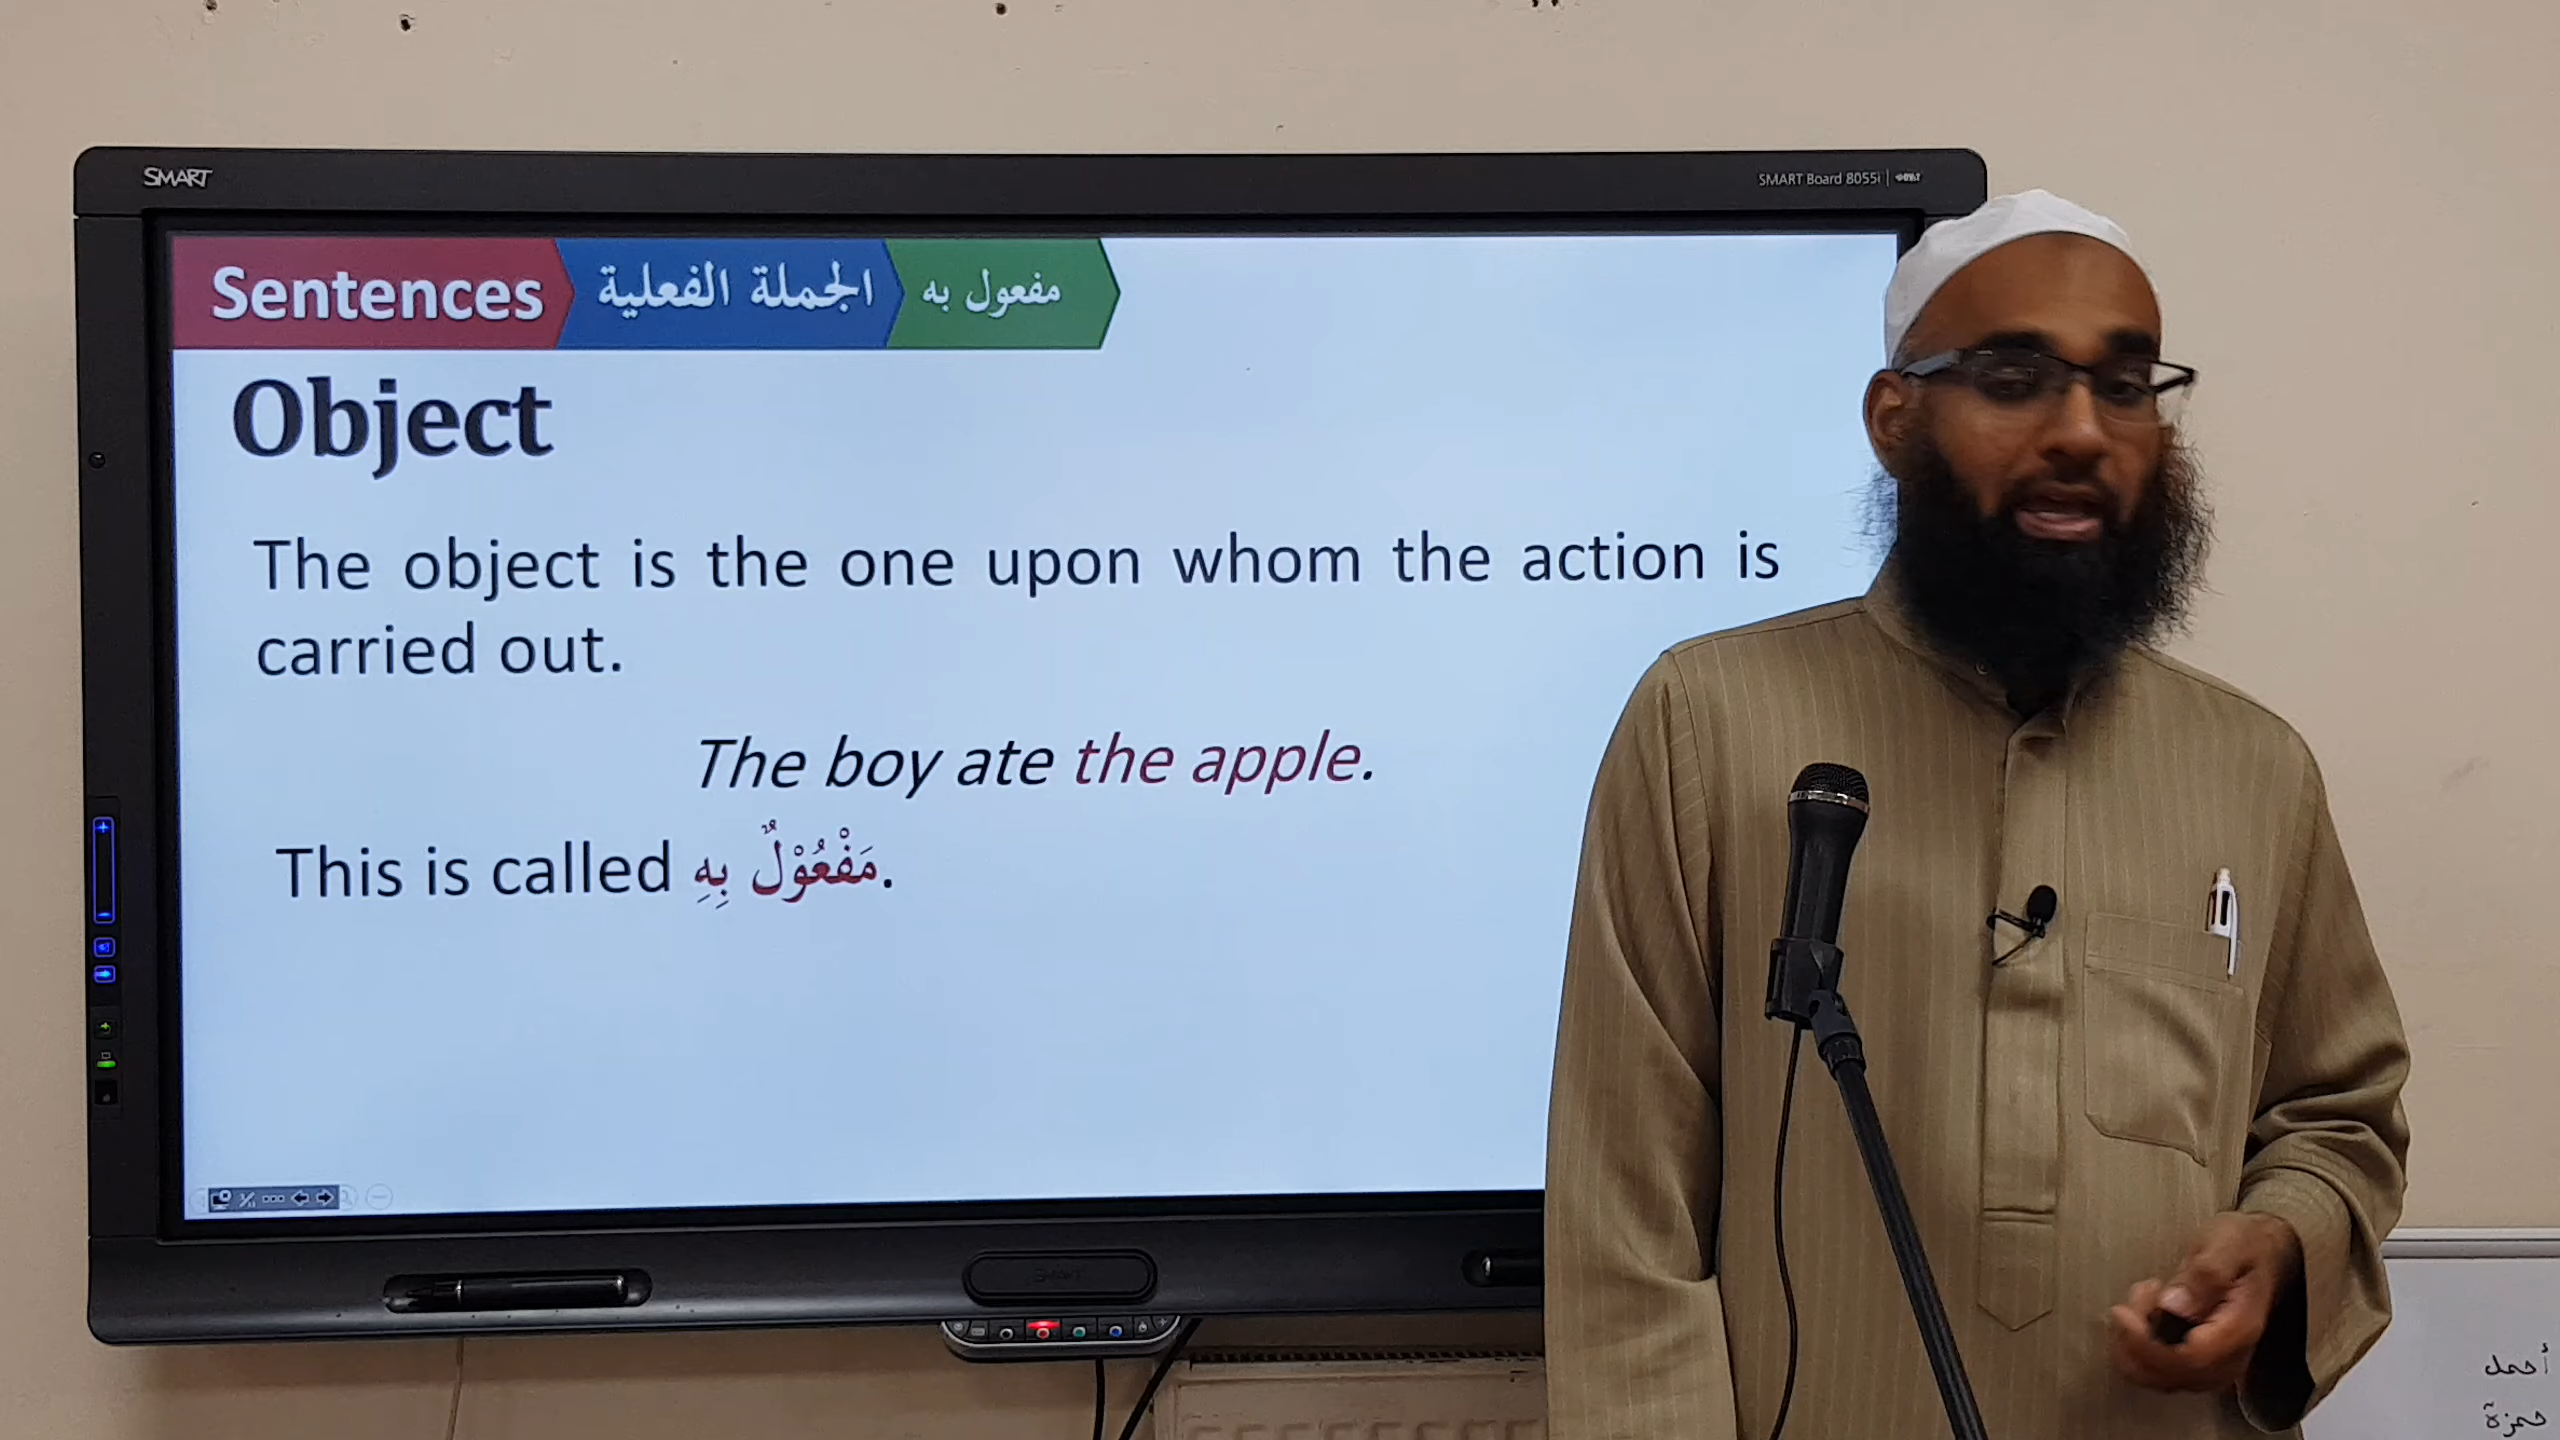 SMART
SMART Board 8055i
Sentences
الجملة الفعلية
مفعول به
Object
The object is the one upon whom the action is
carried out.
The boy ate the apple.
This is called مَفْعُوْلٌ بِهِ.
SMART
أحمد
حمزة